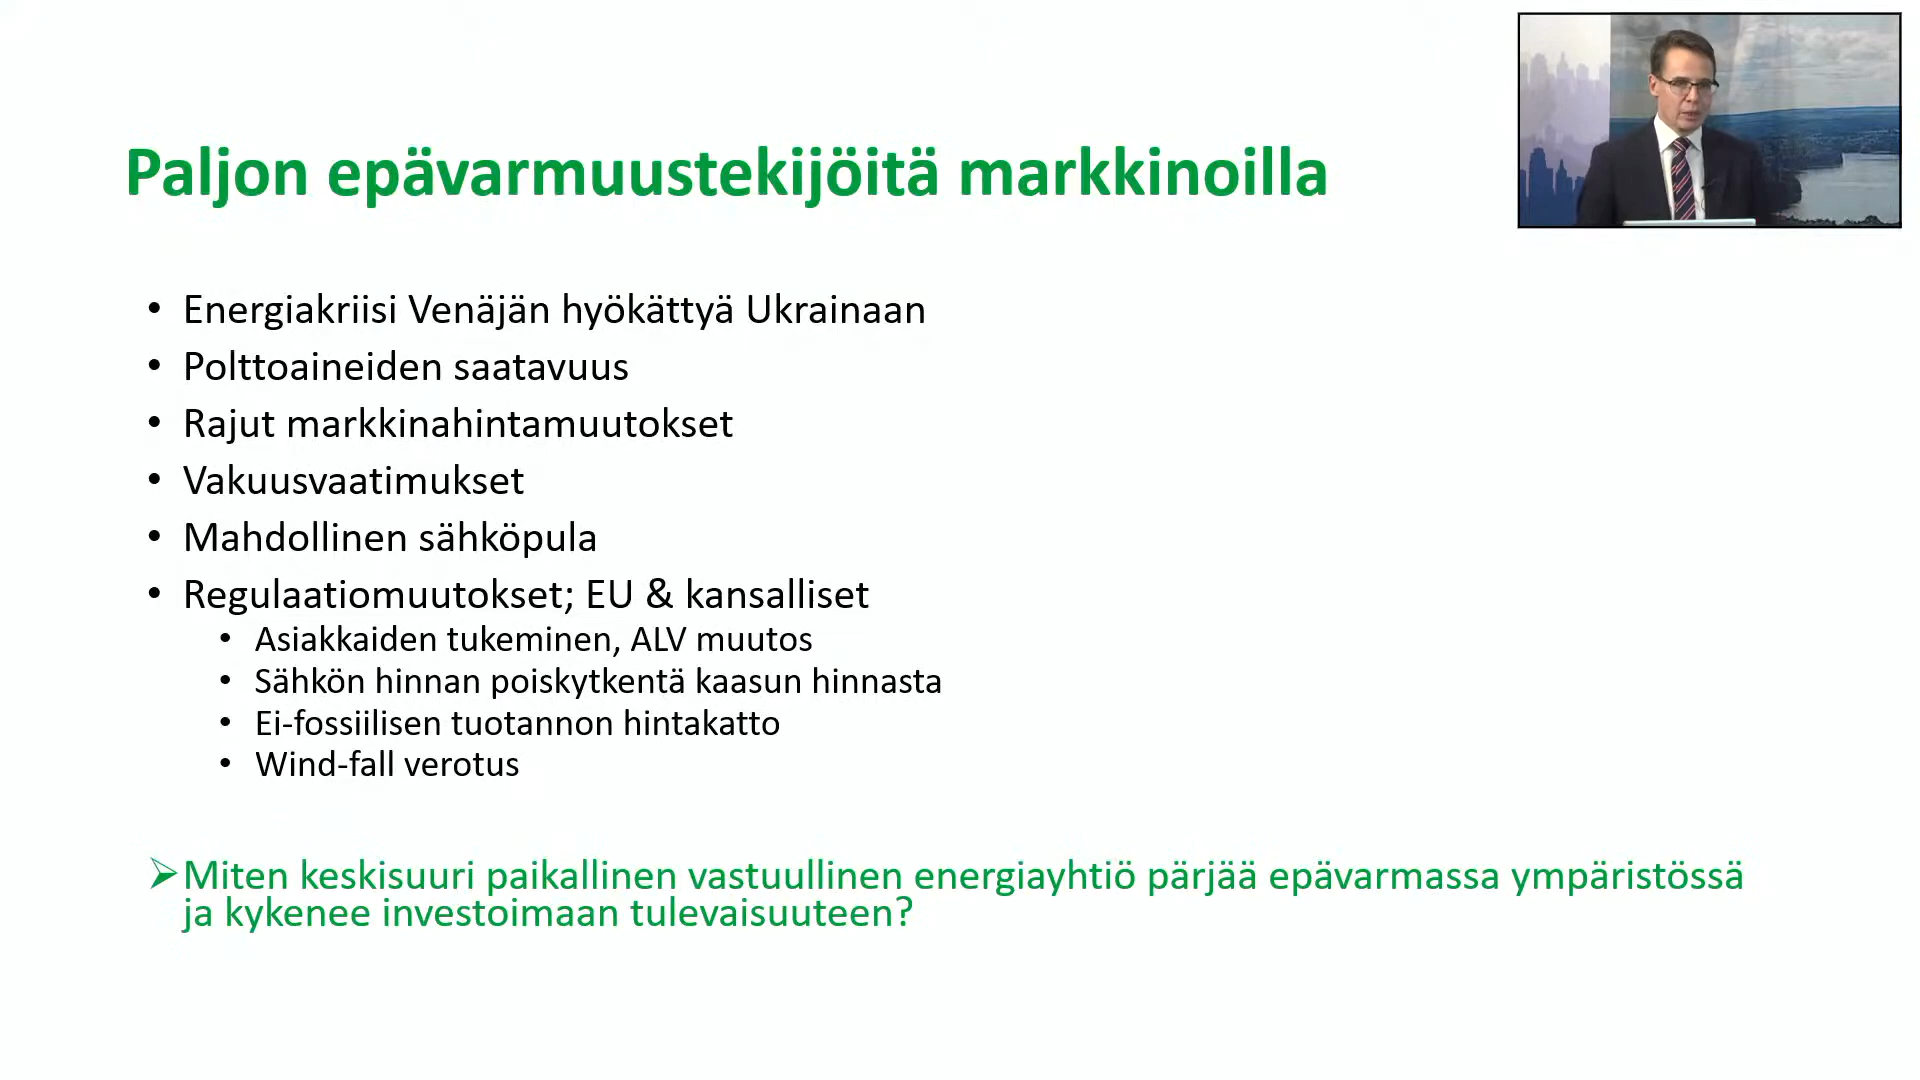 Paljon epävarmuustekijöitä markkinoilla
• Energiakriisi Venäjän hyökättyä Ukrainaan
• Polttoaineiden saatavuus
• Rajut markkinahintamuutokset
• Vakuusvaatimukset
• Mahdollinen sähköpula
• Regulaatiomuutokset; EU & kansalliset
• Asiakkaiden tukeminen, ALV muutos
• Sähkön hinnan poiskytkentä kaasun hinnasta
• Ei-fossiilisen tuotannon hintakatto
• Wind-fall verotus
➢ Miten keskisuuri paikallinen vastuullinen energiayhtiö pärjää epävarmassa ympäristössä
ja kykenee investoimaan tulevaisuuteen?